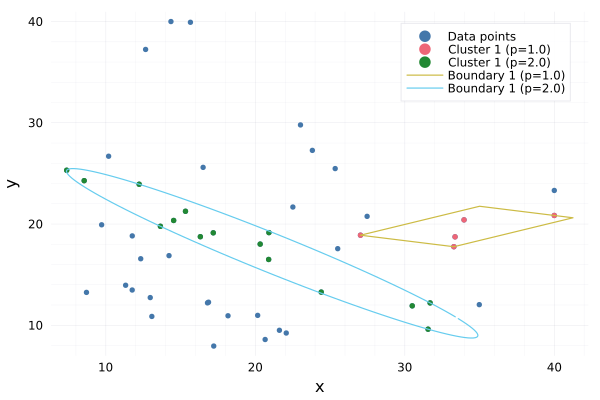 40
30
20
10
y
10
20
30
40
x
Data points
Cluster 1 (p=1.0)
Cluster 1 (p=2.0)
Boundary 1 (p=1.0)
Boundary 1 (p=2.0)